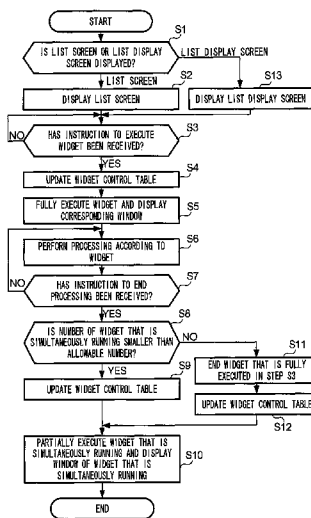 START
S1
IS LIST SCREEN OR LIST DISPLAY
SCREEN DISPLAYED?
LIST DISPLAY SCREEN
LIST SCREEN
S2
S13
DISPLAY LIST SCREEN
DISPLAY LIST DISPLAY SCREEN
S3
HAS INSTRUCTION TO EXECUTE
WIDGET BEEN RECEIVED?
NO
YES
S4
UPDATE WIDGET CONTROL TABLE
S5
FULLY EXECUTE WIDGET AND DISPLAY
CORRESPONDING WINDOW
S6
PERFORM PROCESSING ACCORDING TO
WIDGET
S7
NO
HAS INSTRUCTION TO END
PROCESSING BEEN RECEIVED?
YES
S8
IS NUMBER OF WIDGET THAT IS
SIMULTANEOUSLY RUNNING SMALLER THAN
ALLOWABLE NUMBER?
NO
S11
YES
S9
END WIDGET THAT IS FULLY
EXECUTED IN STEP S3
UPDATE WIDGET CONTROL TABLE
UPDATE WIDGET CONTROL TABLE
S12
PARTIALLY EXECUTE WIDGET THAT IS
SIMULTANEOUSLY RUNNING AND DISPLAY
WINDOW OF WIDGET THAT IS
SIMULTANEOUSLY RUNNING
S10
END